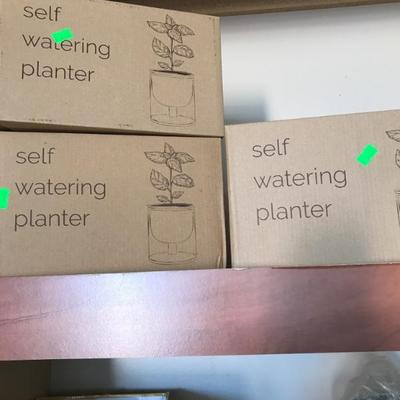 self
watering
planter
self
watering
planter
self
watering
planter